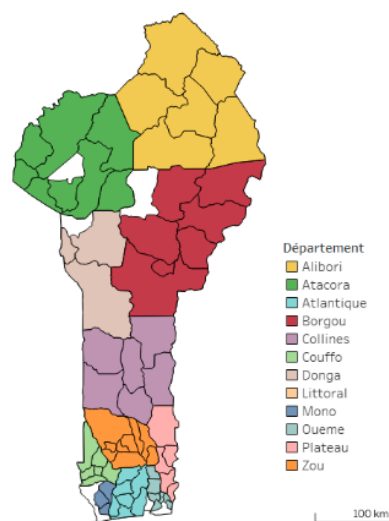 Département
Alibori
Atacora
Atlantique
Borgou
Collines
Couffo
Donga
Littoral
Mono
Oueme
Plateau
Zou
100 km